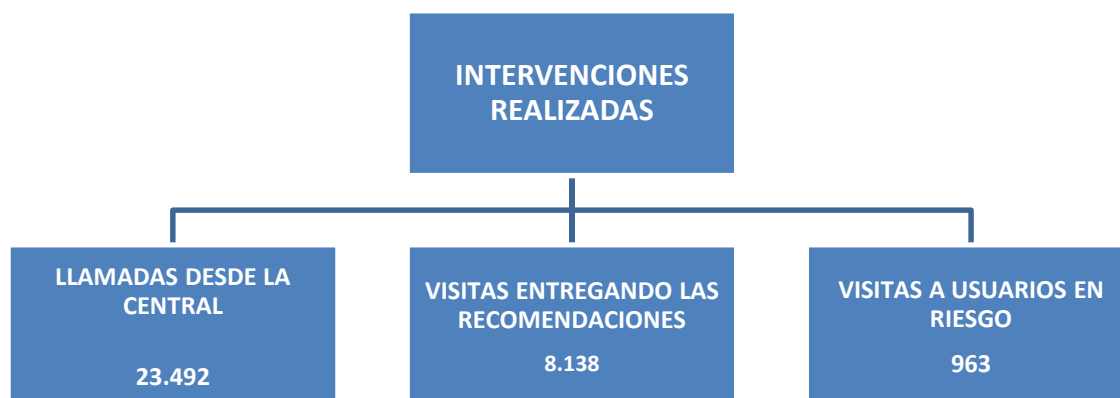 INTERVENCIONES
REALIZADAS
LLAMADAS DESDE LA
CENTRAL
23.492
VISITAS ENTREGANDO LAS
RECOMENDACIONES
8.138
VISITAS A USUARIOS EN
RIESGO
963